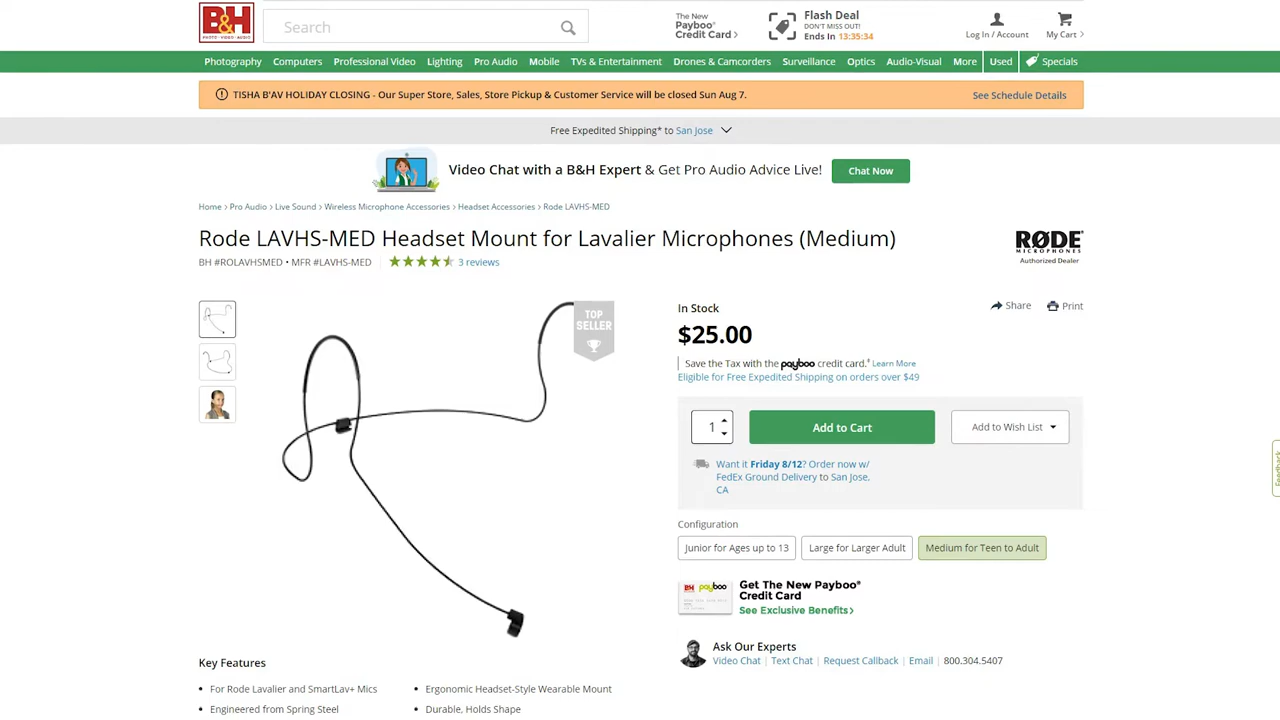 B&H
PHOTO • VIDEO • AUDIO
Search
The New
Payboo
Credit Card ›
Flash Deal
DON'T MISS OUT!
Ends In 13:35:34
Log In / Account
My Cart ›
Photography Computers Professional Video Lighting Pro Audio Mobile TVs & Entertainment Drones & Camcorders Surveillance Optics Audio-Visual More Used Specials
TISHA B'AV HOLIDAY CLOSING - Our Super Store, Sales, Store Pickup & Customer Service will be closed Sun Aug 7.
See Schedule Details
Free Expedited Shipping* to San Jose
Video Chat with a B&H Expert & Get Pro Audio Advice Live!
Chat Now
Home › Pro Audio › Live Sound › Wireless Microphone Accessories › Headset Accessories › Rode LAVHS-MED
Rode LAVHS-MED Headset Mount for Lavalier Microphones (Medium)
BH #ROLAVHSMED • MFR #LAVHS-MED
3 reviews
RØDE
MICROPHONES
Authorized Dealer
TOP
SELLER
In Stock
Share
Print
$25.00
Save the Tax with the payboo credit card.‡ Learn More
Eligible for Free Expedited Shipping on orders over $49
1
Add to Cart
Add to Wish List
Want it Friday 8/12? Order now w/
FedEx Ground Delivery to San Jose,
CA
Feedback
Configuration
Junior for Ages up to 13
Large for Larger Adult
Medium for Teen to Adult
B&H payboo
Get The New Payboo®
Credit Card
See Exclusive Benefits ›
Ask Our Experts
Video Chat | Text Chat | Request Callback | Email | 800.304.5407
Key Features
• For Rode Lavalier and SmartLav+ Mics
• Engineered from Spring Steel
• Ergonomic Headset-Style Wearable Mount
• Durable, Holds Shape